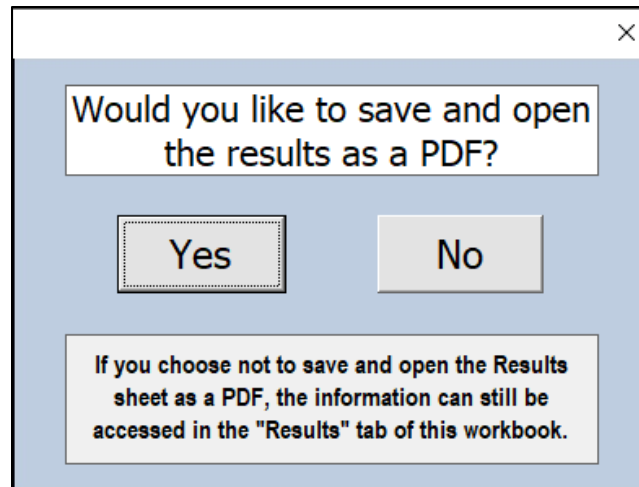 Would you like to save and open
the results as a PDF?
Yes
No
If you choose not to save and open the Results
sheet as a PDF, the information can still be
accessed in the "Results" tab of this workbook.